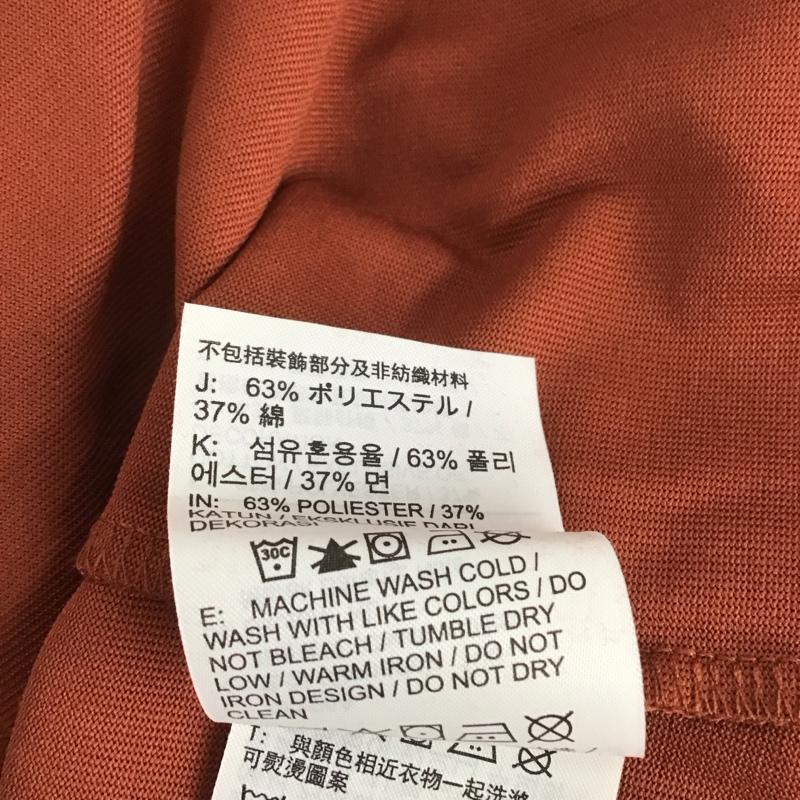 不包括裝飾部分及非紡織材料
J: 63% ポリエステル /
37% 綿
K: 섬유혼용율 / 63% 폴리
에스터 / 37% 면
IN: 63% POLIESTER / 37%
KATUN / EKSKLUSIF DARI
DEKORASI
30C
E: MACHINE WASH COLD /
WASH WITH LIKE COLORS / DO
NOT BLEACH / TUMBLE DRY
LOW / WARM IRON / DO NOT
IRON DESIGN / DO NOT DRY
CLEAN
T: 與顏色相近衣物一起洗滌
可熨燙圖案